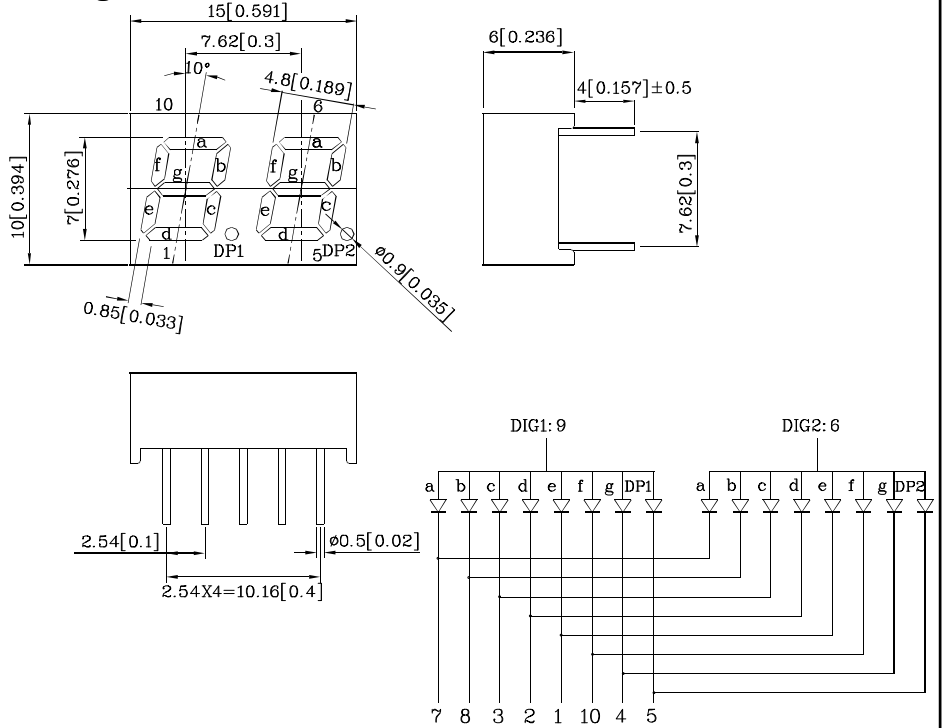 15[0.591]
7.62[0.3]
10°
4.8[0.189]
10
6
a
a
f
b
f
b
g
g
e
c
e
c
d
d
1
DP1
5
DP2
10[0.394]
7[0.276]
0.85[0.033]
ø0.9[0.035]
6[0.236]
4[0.157]±0.5
7.62[0.3]
2.54[0.1]
ø0.5[0.02]
2.54X4=10.16[0.4]
DIG1:9
DIG2:6
a b c d e f g DP1
a b c d e f g DP2
7 8 3 2 1 10 4 5